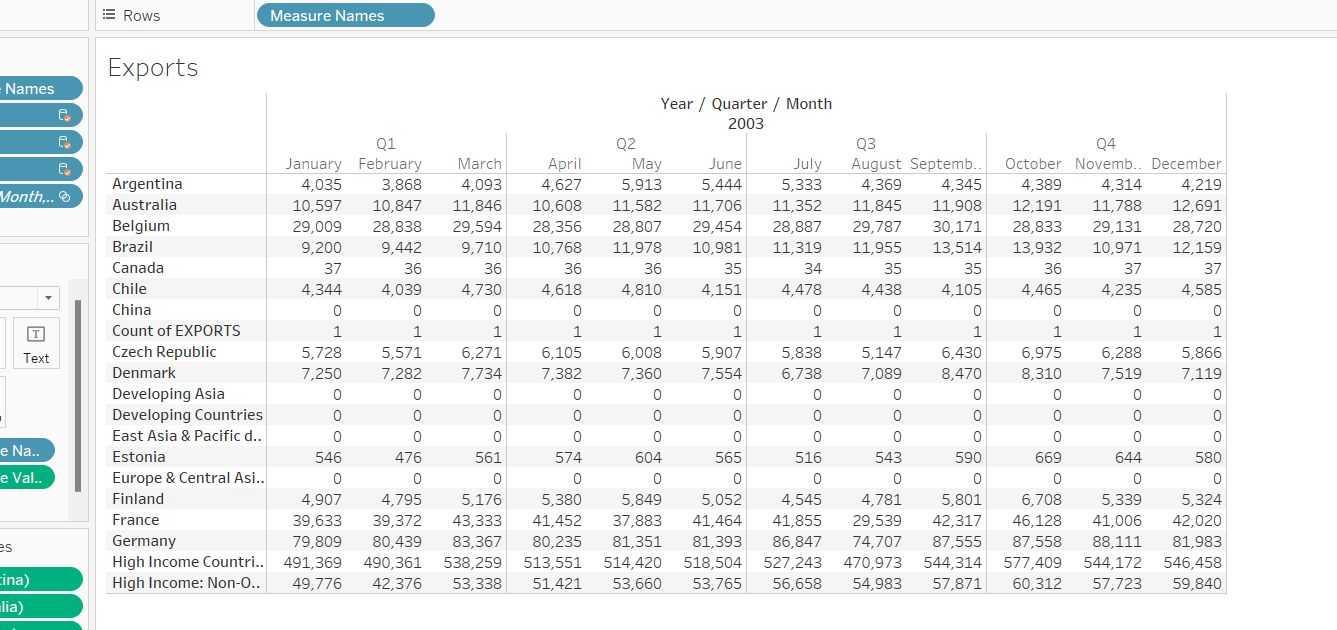 Rows Measure Names
Names
Exports
Year / Quarter / Month
2003
Q1 Q2 Q3 Q4
January February March April May June July August Septemb.. October Novemb.. December
Argentina 4,035 3,868 4,093 4,627 5,913 5,444 5,333 4,369 4,345 4,389 4,314 4,219
Australia 10,597 10,847 11,846 10,608 11,582 11,706 11,352 11,845 11,908 12,191 11,788 12,691
Belgium 29,009 28,838 29,594 28,356 28,807 29,454 28,887 29,787 30,171 28,833 29,131 28,720
Month,.. Brazil 9,200 9,442 9,710 10,768 11,978 10,981 11,319 11,955 13,514 13,932 10,971 12,159
Canada 37 36 36 36 36 35 34 35 35 36 37 37
Chile 4,344 4,039 4,730 4,618 4,810 4,151 4,478 4,438 4,105 4,465 4,235 4,585
China 0 0 0 0 0 0 0 0 0 0 0 0
Count of EXPORTS 1 1 1 1 1 1 1 1 1 1 1 1
Text Czech Republic 5,728 5,571 6,271 6,105 6,008 5,907 5,838 5,147 6,430 6,975 6,288 5,866
Denmark 7,250 7,282 7,734 7,382 7,360 7,554 6,738 7,089 8,470 8,310 7,519 7,119
Developing Asia 0 0 0 0 0 0 0 0 0 0 0 0
Developing Countries 0 0 0 0 0 0 0 0 0 0 0 0
East Asia & Pacific d.. 0 0 0 0 0 0 0 0 0 0 0 0
e Na.. Estonia 546 476 561 574 604 565 516 543 590 669 644 580
e Val.. Europe & Central Asi.. 0 0 0 0 0 0 0 0 0 0 0 0
Finland 4,907 4,795 5,176 5,380 5,849 5,052 4,545 4,781 5,801 6,708 5,339 5,324
France 39,633 39,372 43,333 41,452 37,883 41,464 41,855 29,539 42,317 46,128 41,006 42,020
es Germany 79,809 80,439 83,367 80,235 81,351 81,393 86,847 74,707 87,555 87,558 88,111 81,983
High Income Countri.. 491,369 490,361 538,259 513,551 514,420 518,504 527,243 470,973 544,314 577,409 544,172 546,458
tina) High Income: Non-O.. 49,776 42,376 53,338 51,421 53,660 53,765 56,658 54,983 57,871 60,312 57,723 59,840
lia)